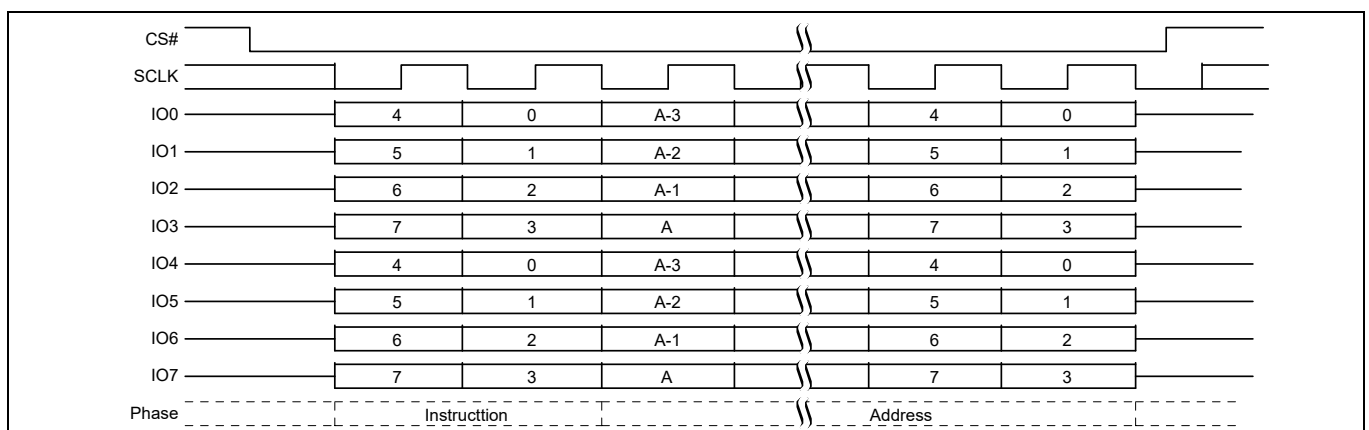 CS#
SCLK
IO0 4 0 A-3 4 0
IO1 5 1 A-2 5 1
IO2 6 2 A-1 6 2
IO3 7 3 A 7 3
IO4 4 0 A-3 4 0
IO5 5 1 A-2 5 1
IO6 6 2 A-1 6 2
IO7 7 3 A 7 3
Phase Instructtion Address